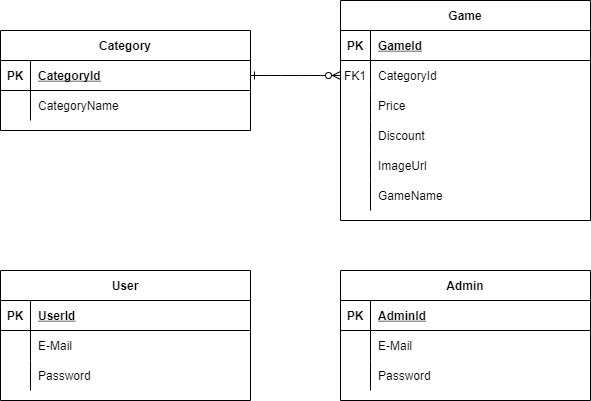 Category
PK CategoryId
CategoryName
Game
PK GameId
FK1 CategoryId
Price
Discount
ImageUrl
GameName
User
PK UserId
E-Mail
Password
Admin
PK AdminId
E-Mail
Password